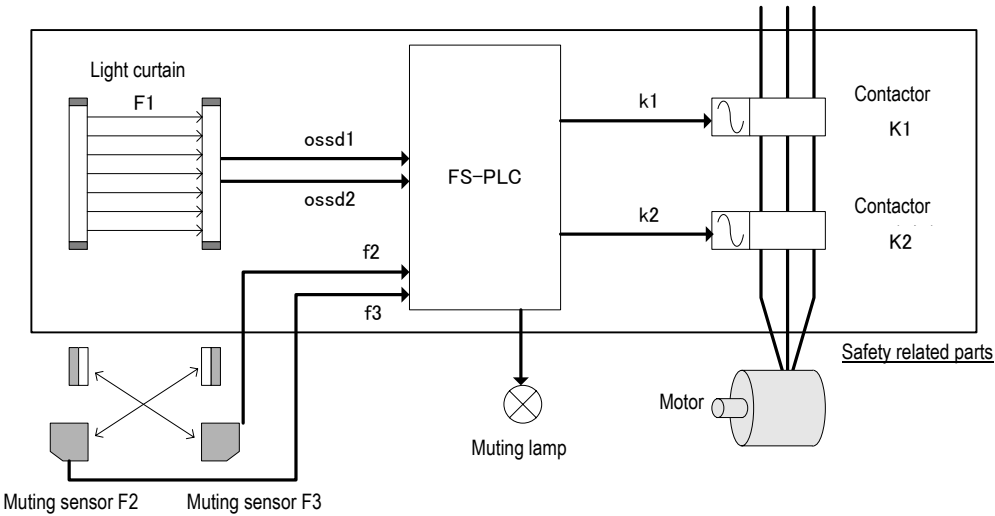 Light curtain
F1
ossd1
ossd2
f2
f3
FS-PLC
k1
k2
Contactor
K1
Contactor
K2
Safety related parts
Motor
Muting lamp
Muting sensor F2
Muting sensor F3